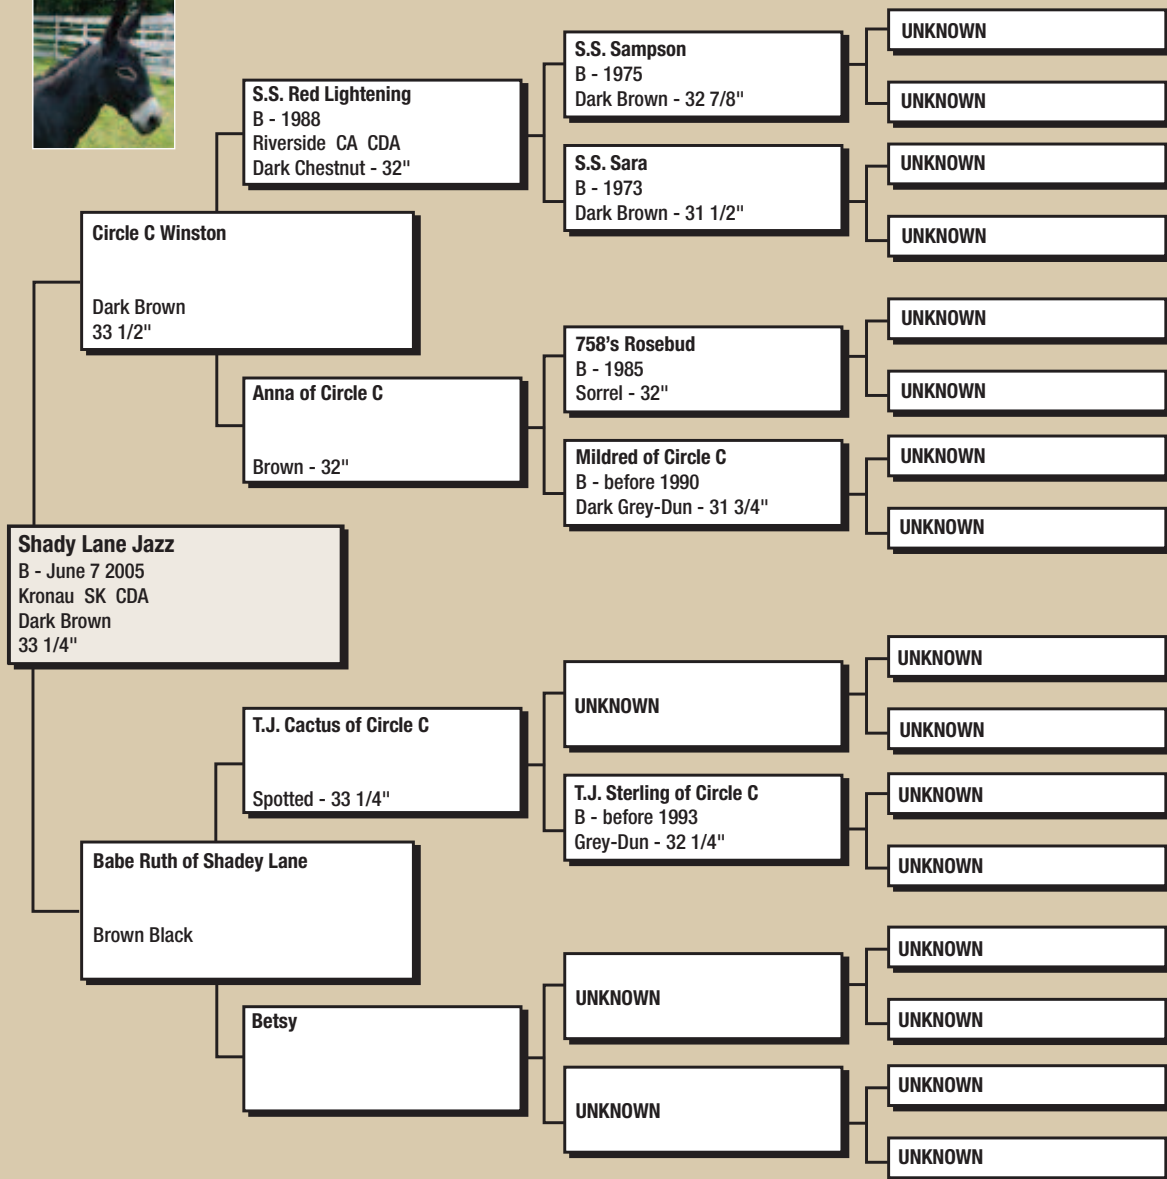 UNKNOWN
S.S. Sampson
B - 1975
Dark Brown - 32 7/8"
UNKNOWN
S.S. Red Lightening
B - 1988
Riverside CA CDA
Dark Chestnut - 32"
UNKNOWN
S.S. Sara
B - 1973
Dark Brown - 31 1/2"
UNKNOWN
Circle C Winston
Dark Brown
33 1/2"
UNKNOWN
758's Rosebud
B - 1985
Sorrel - 32"
UNKNOWN
Anna of Circle C
Brown - 32"
UNKNOWN
Mildred of Circle C
B - before 1990
Dark Grey-Dun - 31 3/4"
UNKNOWN
Shady Lane Jazz
B - June 7 2005
Kronau SK CDA
Dark Brown
33 1/4"
UNKNOWN
UNKNOWN
UNKNOWN
T.J. Cactus of Circle C
Spotted - 33 1/4"
UNKNOWN
T.J. Sterling of Circle C
B - before 1993
Grey-Dun - 32 1/4"
UNKNOWN
Babe Ruth of Shadey Lane
Brown Black
UNKNOWN
UNKNOWN
UNKNOWN
Betsy
UNKNOWN
UNKNOWN
UNKNOWN